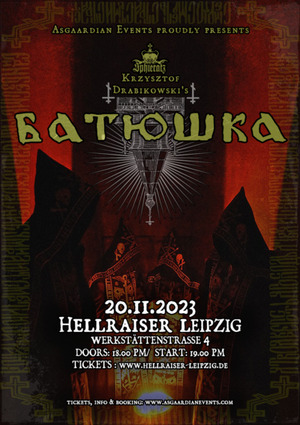 Asgaardian Events proudly presents
Sphieratz
Krzysztof
Drabikowski's
БАТЮШКА
20.11.2023
Hellraiser Leipzig
Werkstättenstrasse 4
Doors: 18.00 PM/ Start: 19.00 PM
Tickets : www.hellraiser-leipzig.de
Tickets, info & booking: www.asgaardianevents.com